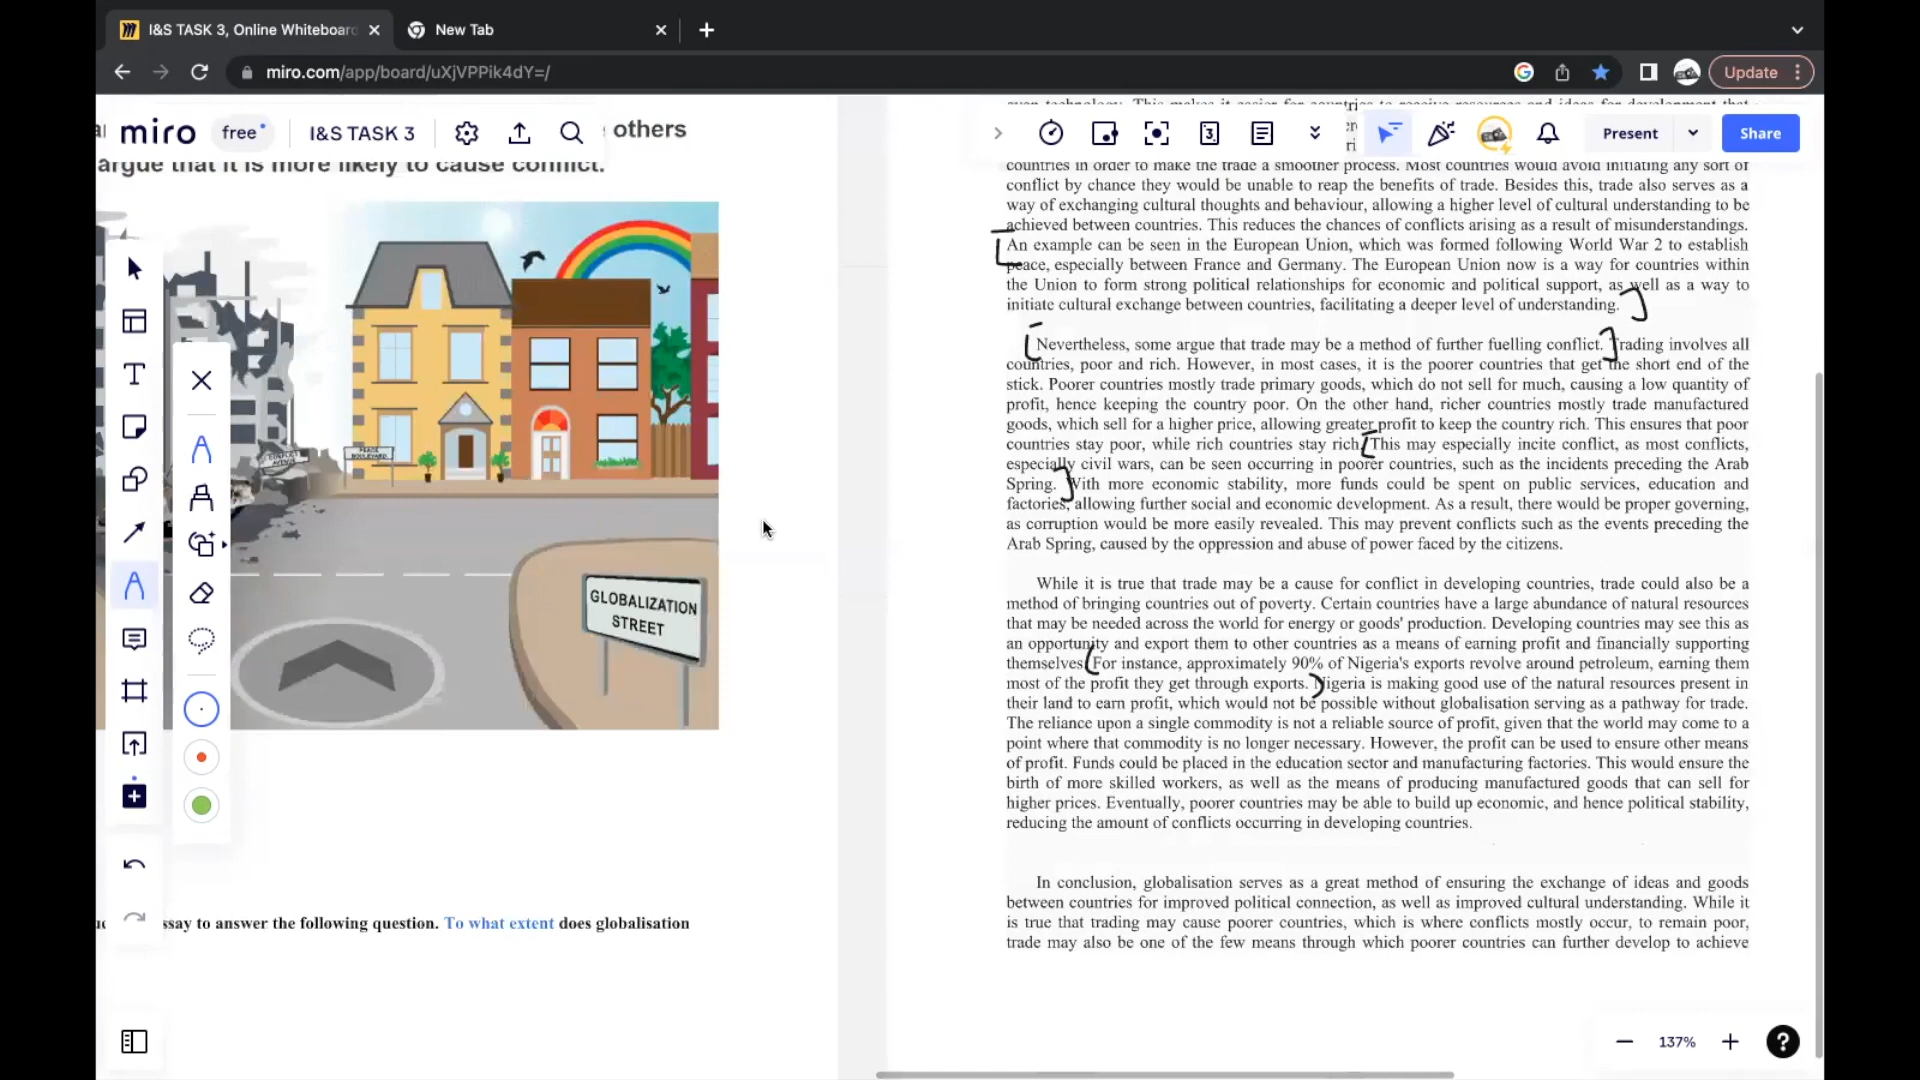 I&S TASK 3, Online Whiteboard
New Tab
miro.com/app/board/uXjVPPik4dY=/
Update
miro
free
I&S TASK 3
others
argue that it is more likely to cause conflict.
Present
Share
PEACE BOULEVARD
CONFLICT AVENUE
GLOBALIZATION
STREET
ssay to answer the following question. To what extent does globalisation
even technology. This makes it easier for countries to receive resources and ideas for development that
countries in order to make the trade a smoother process. Most countries would avoid initiating any sort of
conflict by chance they would be unable to reap the benefits of trade. Besides this, trade also serves as a
way of exchanging cultural thoughts and behaviour, allowing a higher level of cultural understanding to be
achieved between countries. This reduces the chances of conflicts arising as a result of misunderstandings.
An example can be seen in the European Union, which was formed following World War 2 to establish
peace, especially between France and Germany. The European Union now is a way for countries within
the Union to form strong political relationships for economic and political support, as well as a way to
initiate cultural exchange between countries, facilitating a deeper level of understanding.
Nevertheless, some argue that trade may be a method of further fuelling conflict. Trading involves all
countries, poor and rich. However, in most cases, it is the poorer countries that get the short end of the
stick. Poorer countries mostly trade primary goods, which do not sell for much, causing a low quantity of
profit, hence keeping the country poor. On the other hand, richer countries mostly trade manufactured
goods, which sell for a higher price, allowing greater profit to keep the country rich. This ensures that poor
countries stay poor, while rich countries stay rich. This may especially incite conflict, as most conflicts,
especially civil wars, can be seen occurring in poorer countries, such as the incidents preceding the Arab
Spring. With more economic stability, more funds could be spent on public services, education and
factories, allowing further social and economic development. As a result, there would be proper governing,
as corruption would be more easily revealed. This may prevent conflicts such as the events preceding the
Arab Spring, caused by the oppression and abuse of power faced by the citizens.
While it is true that trade may be a cause for conflict in developing countries, trade could also be a
method of bringing countries out of poverty. Certain countries have a large abundance of natural resources
that may be needed across the world for energy or goods' production. Developing countries may see this as
an opportunity and export them to other countries as a means of earning profit and financially supporting
themselves. For instance, approximately 90% of Nigeria's exports revolve around petroleum, earning them
most of the profit they get through exports. Nigeria is making good use of the natural resources present in
their land to earn profit, which would not be possible without globalisation serving as a pathway for trade.
The reliance upon a single commodity is not a reliable source of profit, given that the world may come to a
point where that commodity is no longer necessary. However, the profit can be used to ensure other means
of profit. Funds could be placed in the education sector and manufacturing factories. This would ensure the
birth of more skilled workers, as well as the means of producing manufactured goods that can sell for
higher prices. Eventually, poorer countries may be able to build up economic, and hence political stability,
reducing the amount of conflicts occurring in developing countries.
In conclusion, globalisation serves as a great method of ensuring the exchange of ideas and goods
between countries for improved political connection, as well as improved cultural understanding. While it
is true that trading may cause poorer countries, which is where conflicts mostly occur, to remain poor,
trade may also be one of the few means through which poorer countries can further develop to achieve
137%